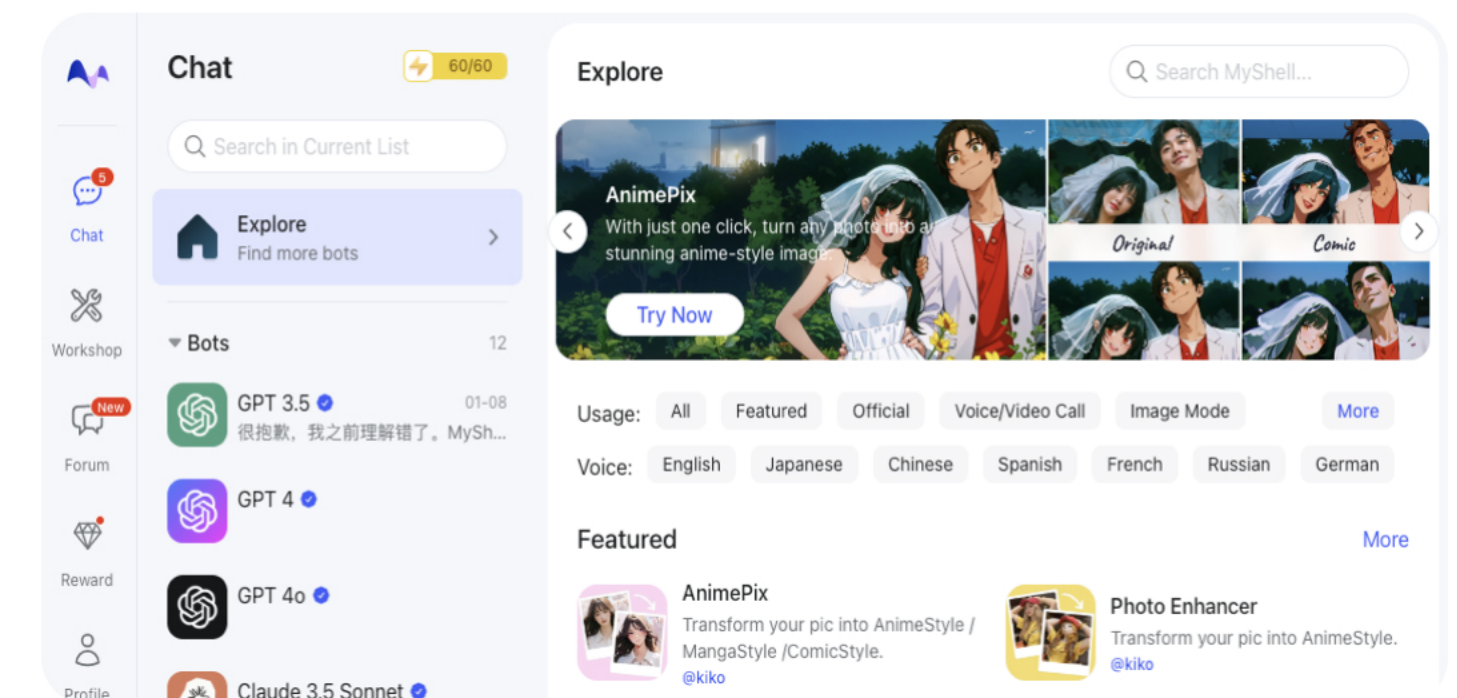 Chat
60/60
Search in Current List
Explore
Find more bots
Bots
12
GPT 3.5
01-08
很抱歉，我之前理解错了。MySh...
GPT 4
GPT 4o
Claude 3.5 Sonnet
5
Chat
Workshop
New
Forum
Reward
Profile
Explore
Search MyShell...
AnimePix
With just one click, turn any photo into a
stunning anime-style image.
Try Now
Original
Comic
Usage:
All
Featured
Official
Voice/Video Call
Image Mode
More
Voice:
English
Japanese
Chinese
Spanish
French
Russian
German
Featured
More
AnimePix
Transform your pic into AnimeStyle /
MangaStyle /ComicStyle.
@kiko
Photo Enhancer
Transform your pic into AnimeStyle.
@kiko